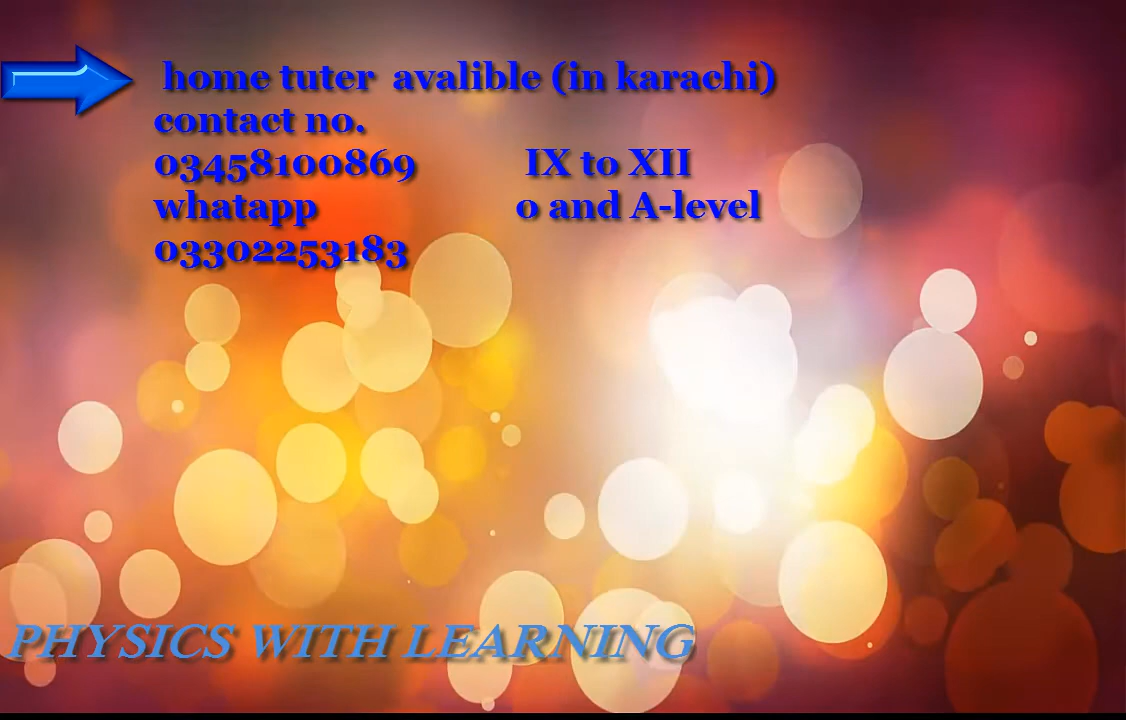 home tuter avalible (in karachi)
contact no.
03458100869 IX to XII
whatapp o and A-level
03302253183
PHYSICS WITH LEARNING